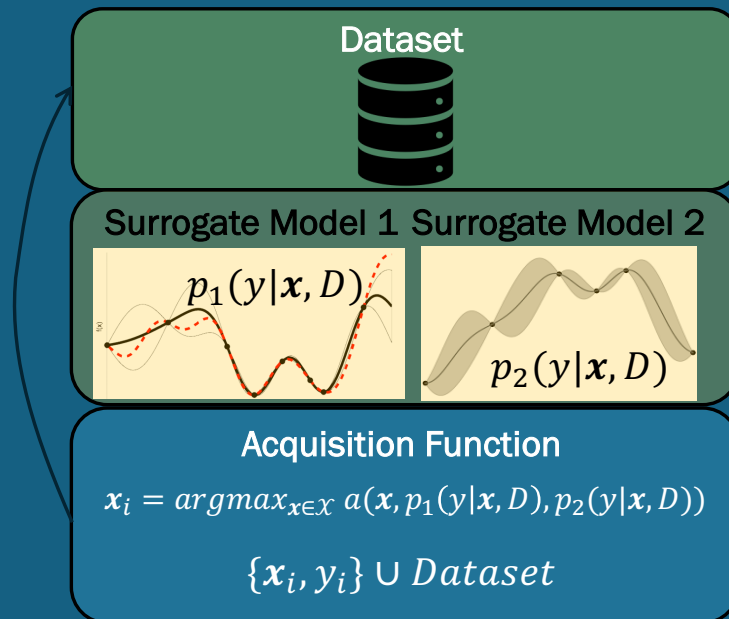 Dataset
Surrogate Model 1 Surrogate Model 2
f(x)
p₁(y|x, D)
p₂(y|x, D)
Acquisition Function
xᵢ = argmaxₓ∈𝒳 a(x, p₁(y|x, D), p₂(y|x, D))
{xᵢ, yᵢ} ∪ Dataset